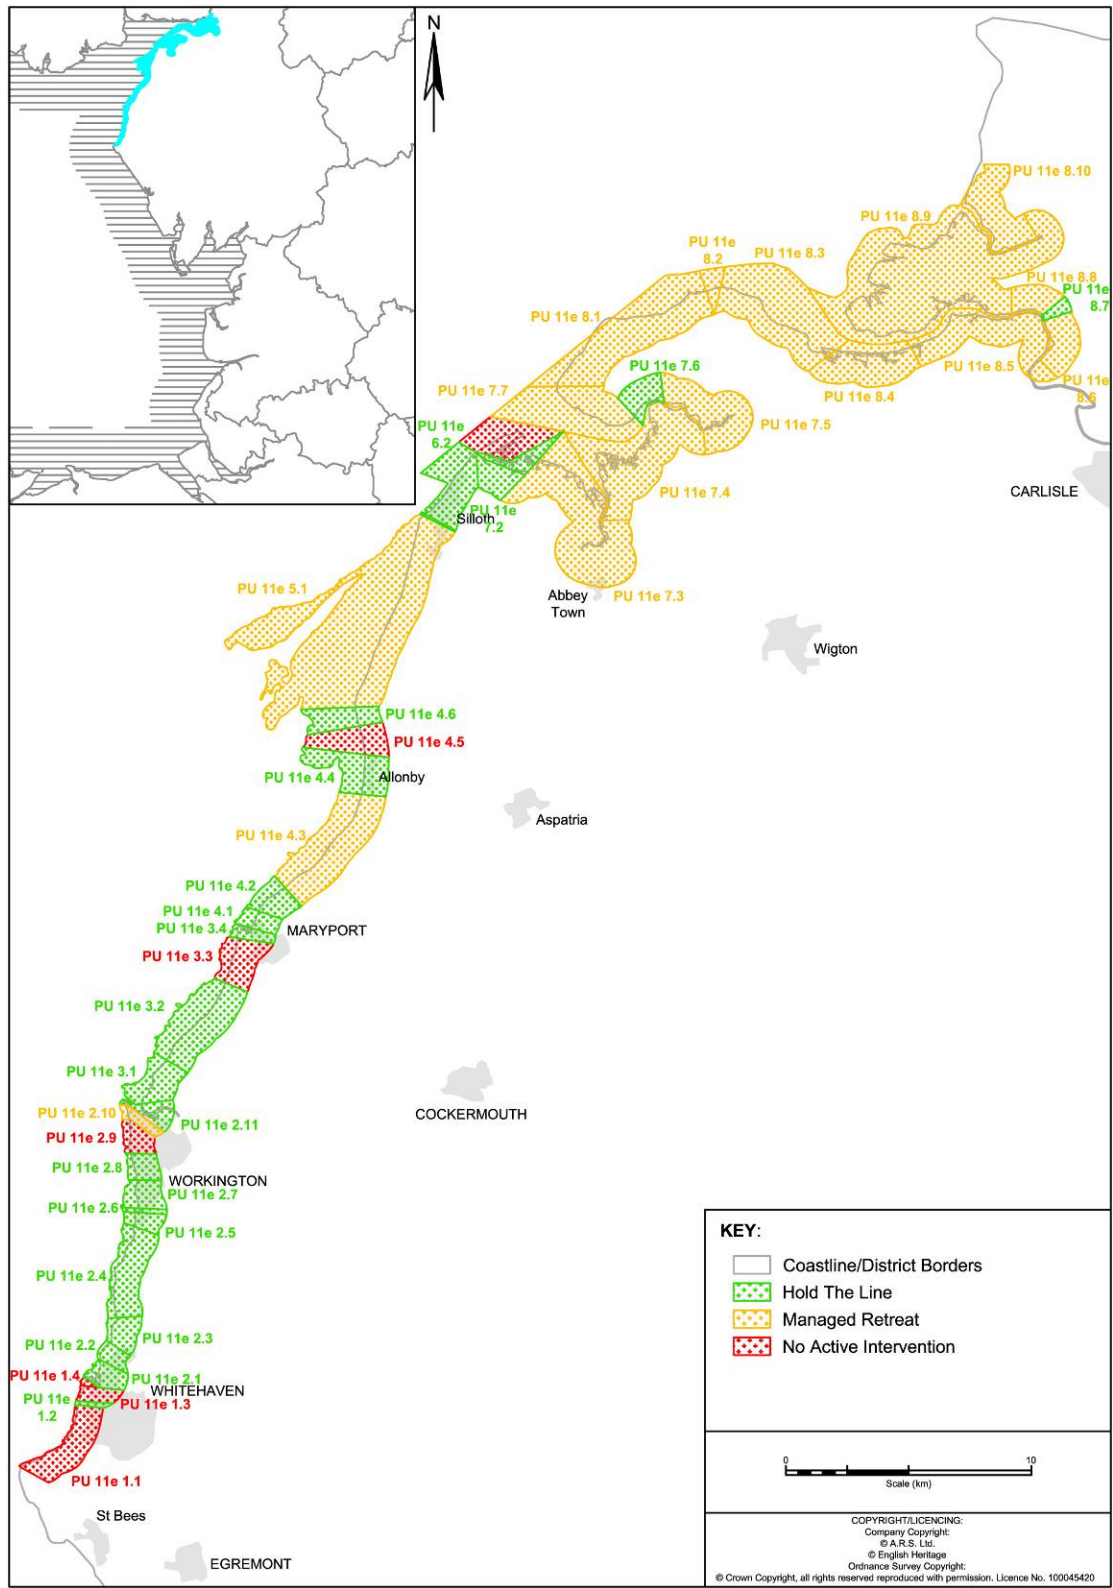 N
PU 11e 8.10
PU 11e 8.9
PU 11e
8.2
PU 11e 8.3
PU 11e 8.8
PU 11e
8.7
PU 11e 8.1
PU 11e 7.6
PU 11e 8.5
PU 11e
8.6
PU 11e 7.7
PU 11e 8.4
PU 11e
6.2
PU 11e 7.5
PU 11e 7.4
CARLISLE
PU 11e
7.2
Silloth
PU 11e 5.1
Abbey
Town
PU 11e 7.3
Wigton
PU 11e 4.6
PU 11e 4.5
PU 11e 4.4
Allonby
Aspatria
PU 11e 4.3
PU 11e 4.2
PU 11e 4.1
PU 11e 3.4
MARYPORT
PU 11e 3.3
PU 11e 3.2
PU 11e 3.1
COCKERMOUTH
PU 11e 2.10
PU 11e 2.11
PU 11e 2.9
PU 11e 2.8
WORKINGTON
PU 11e 2.7
PU 11e 2.6
PU 11e 2.5
PU 11e 2.4
PU 11e 2.3
PU 11e 2.2
PU 11e 1.4
PU 11e 2.1
WHITEHAVEN
PU 11e
1.2
PU 11e 1.3
PU 11e 1.1
St Bees
EGREMONT
KEY:
Coastline/District Borders
Hold The Line
Managed Retreat
No Active Intervention
0
10
Scale (km)
COPYRIGHT/LICENCING:
Company Copyright:
© A.R.S. Ltd.
© English Heritage
Ordnance Survey Copyright:
© Crown Copyright, all rights reserved reproduced with permission. Licence No. 100045420